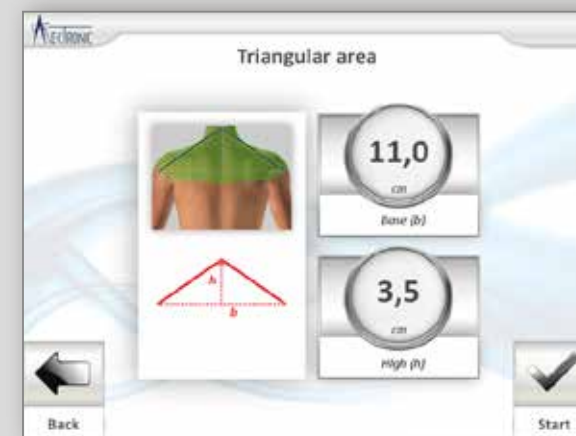 Triangular area
11,0
cm
Base (b)
h
b
3,5
cm
High (h)
Back
Start